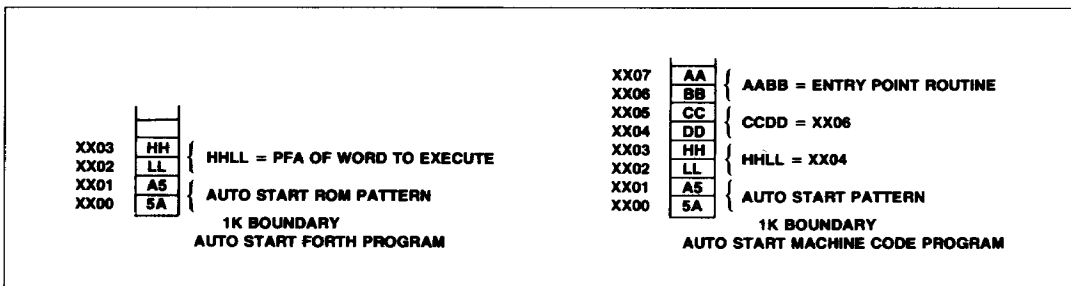 XX03 HH
XX02 LL
HHLL = PFA OF WORD TO EXECUTE
XX01 A5
XX00 5A
AUTO START ROM PATTERN
1K BOUNDARY
AUTO START FORTH PROGRAM
XX07 AA
XX06 BB
AABB = ENTRY POINT ROUTINE
XX05 CC
XX04 DD
CCDD = XX06
XX03 HH
XX02 LL
HHLL = XX04
XX01 A5
XX00 5A
AUTO START PATTERN
1K BOUNDARY
AUTO START MACHINE CODE PROGRAM